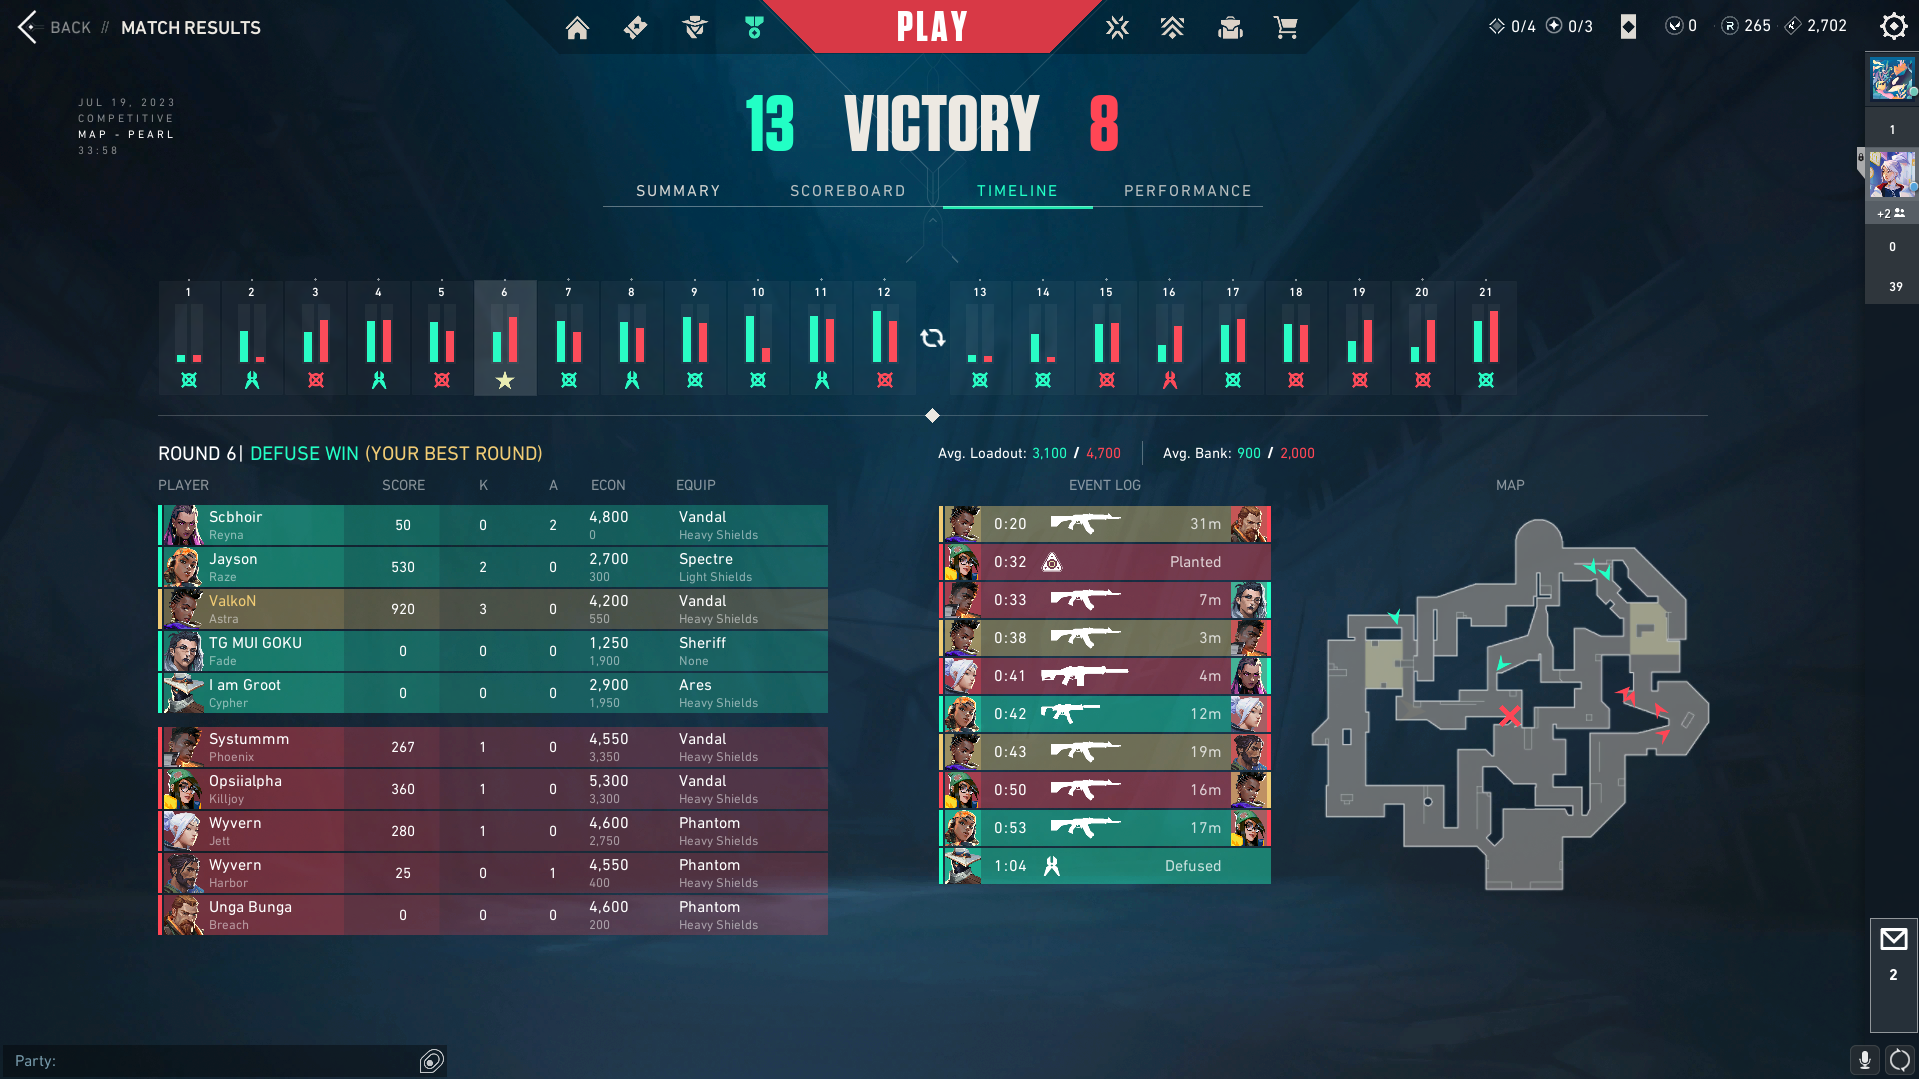 BACK // MATCH RESULTS
PLAY
0/4 0/3 0 265 2,702
JUL 19, 2023
COMPETITIVE
MAP - PEARL
33:58
13 VICTORY 8
SUMMARY SCOREBOARD TIMELINE PERFORMANCE
1
+2
0
39
1 2 3 4 5 6 7 8 9 10 11 12 13 14 15 16 17 18 19 20 21
ROUND 6| DEFUSE WIN (YOUR BEST ROUND)
Avg. Loadout: 3,100 / 4,700 Avg. Bank: 900 / 2,000
PLAYER SCORE K A ECON EQUIP
Scbhoir 50 0 2 4,800 Vandal
Reyna 0 Heavy Shields
Jayson 530 2 0 2,700 Spectre
Raze 300 Light Shields
ValkoN 920 3 0 4,200 Vandal
Astra 550 Heavy Shields
TG MUI GOKU 0 0 0 1,250 Sheriff
Fade 1,900 None
I am Groot 0 0 0 2,900 Ares
Cypher 1,950 Heavy Shields
Systummm 267 1 0 4,550 Vandal
Phoenix 3,350 Heavy Shields
Opsiialpha 360 1 0 5,300 Vandal
Killjoy 3,300 Heavy Shields
Wyvern 280 1 0 4,600 Phantom
Jett 2,750 Heavy Shields
Wyvern 25 0 1 4,550 Phantom
Harbor 400 Heavy Shields
Unga Bunga 0 0 0 4,600 Phantom
Breach 200 Heavy Shields
EVENT LOG
0:20 31m
0:32 Planted
0:33 7m
0:38 3m
0:41 4m
0:42 12m
0:43 19m
0:50 16m
0:53 17m
1:04 Defused
MAP
2
Party: